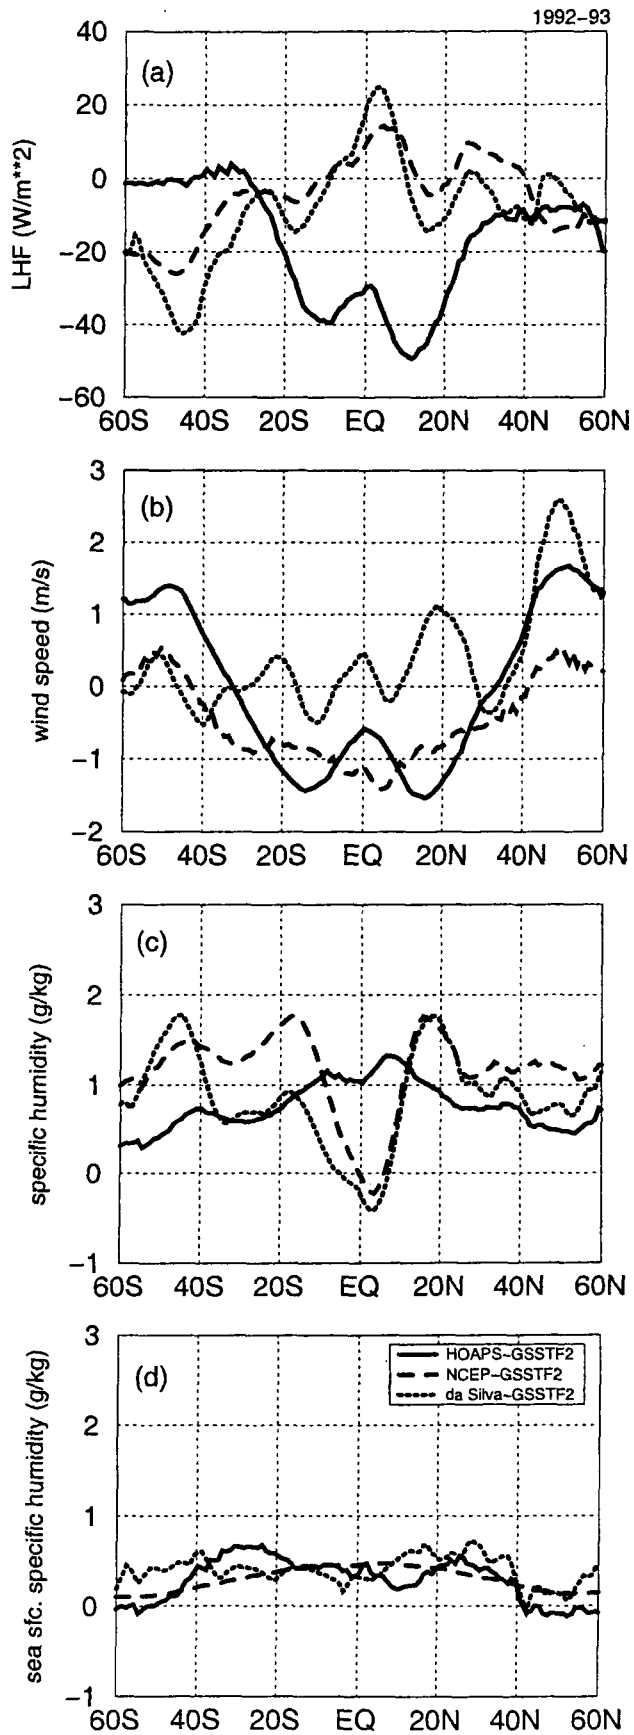 1992–93
40
(a)
20
0
−20
−40
−60
LHF (W/m**2)
60S 40S 20S EQ 20N 40N 60N
3
(b)
2
1
0
−1
−2
wind speed (m/s)
60S 40S 20S EQ 20N 40N 60N
3
(c)
2
1
0
−1
specific humidity (g/kg)
60S 40S 20S EQ 20N 40N 60N
3
(d)
HOAPS−GSSTF2
NCEP−GSSTF2
da Silva−GSSTF2
2
1
0
−1
sea sfc. specific humidity (g/kg)
60S 40S 20S EQ 20N 40N 60N